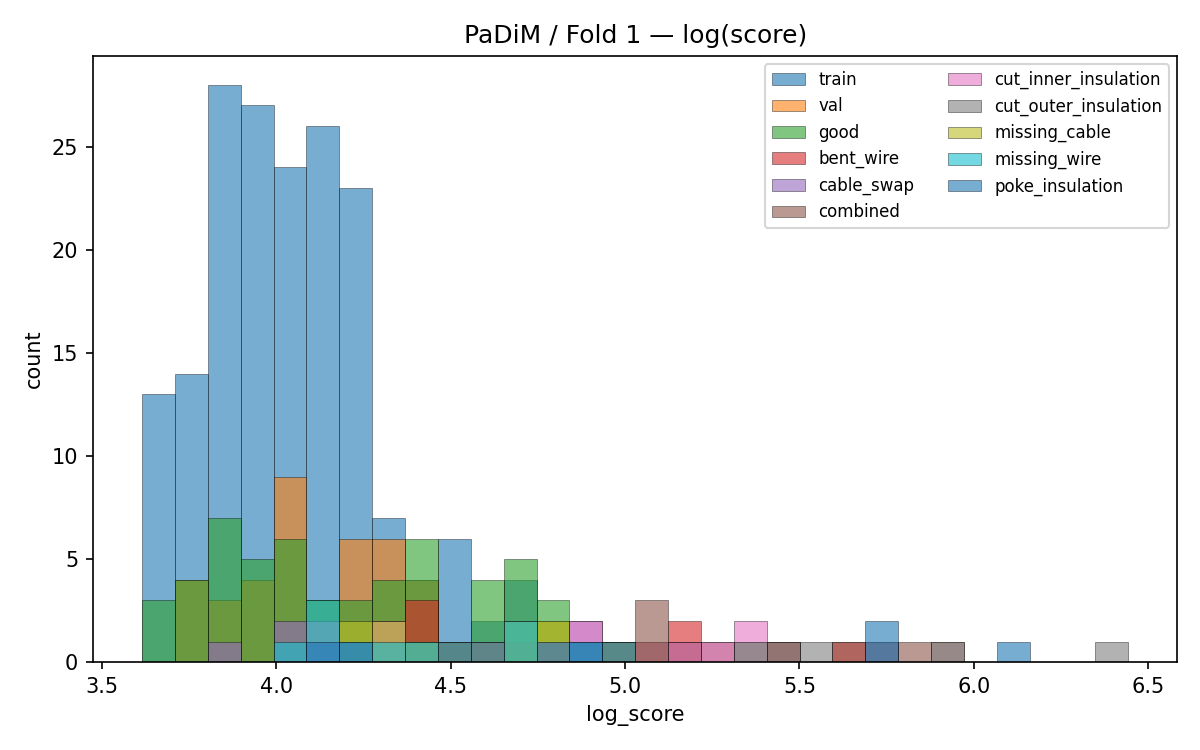 PaDiM / Fold 1 — log(score)
train
val
good
bent_wire
cable_swap
combined
cut_inner_insulation
cut_outer_insulation
missing_cable
missing_wire
poke_insulation
count
25
20
15
10
5
0
3.5 4.0 4.5 5.0 5.5 6.0 6.5
log_score